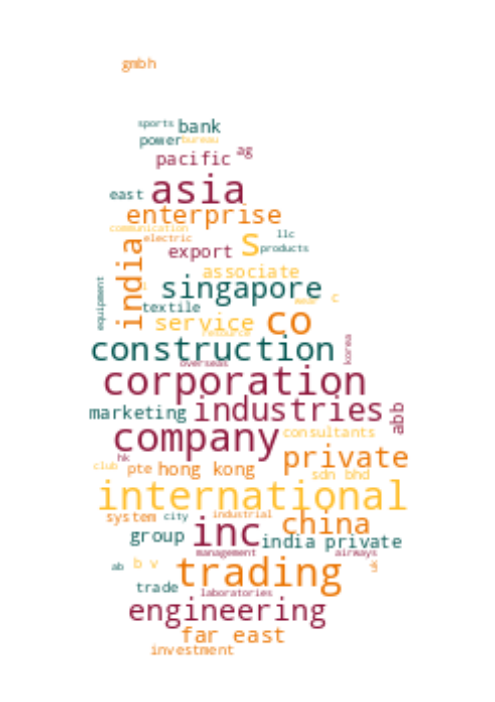 gmbh
sports bank
power bureau
pacific ag
east asia
enterprise
communication
electric
llc
india export s products
associate
equipment singapore
textile c
service co
resource
construction korea
overseas
corporation
marketing industries abb
company consultants
hk private
club pte hong kong sdn bhd
international
system city industrial
inc china
group india private
management airways
ab b v trading uk
trade laboratories
engineering
far east
investment